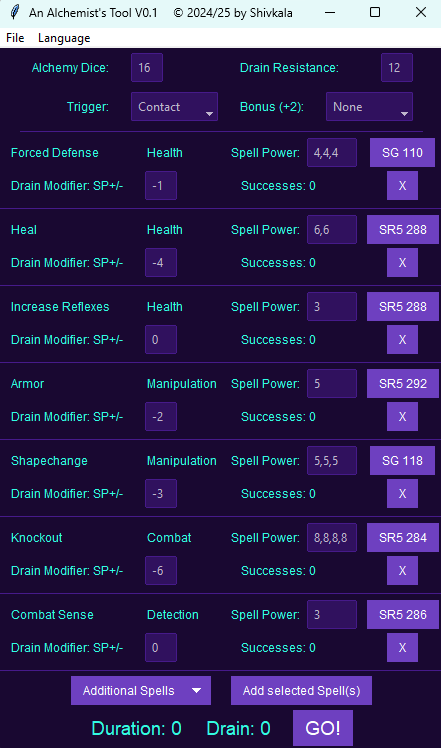 An Alchemist's Tool V0.1 © 2024/25 by Shivkala
File Language
Alchemy Dice: 16 Drain Resistance: 12
Trigger: Contact Bonus (+2): None
Forced Defense Health Spell Power: 4,4,4 SG 110
Drain Modifier: SP+/- -1 Successes: 0 X
Heal Health Spell Power: 6,6 SR5 288
Drain Modifier: SP+/- -4 Successes: 0 X
Increase Reflexes Health Spell Power: 3 SR5 288
Drain Modifier: SP+/- 0 Successes: 0 X
Armor Manipulation Spell Power: 5 SR5 292
Drain Modifier: SP+/- -2 Successes: 0 X
Shapechange Manipulation Spell Power: 5,5,5 SG 118
Drain Modifier: SP+/- -3 Successes: 0 X
Knockout Combat Spell Power: 8,8,8,8 SR5 284
Drain Modifier: SP+/- -6 Successes: 0 X
Combat Sense Detection Spell Power: 3 SR5 286
Drain Modifier: SP+/- 0 Successes: 0 X
Additional Spells Add selected Spell(s)
Duration: 0 Drain: 0 GO!